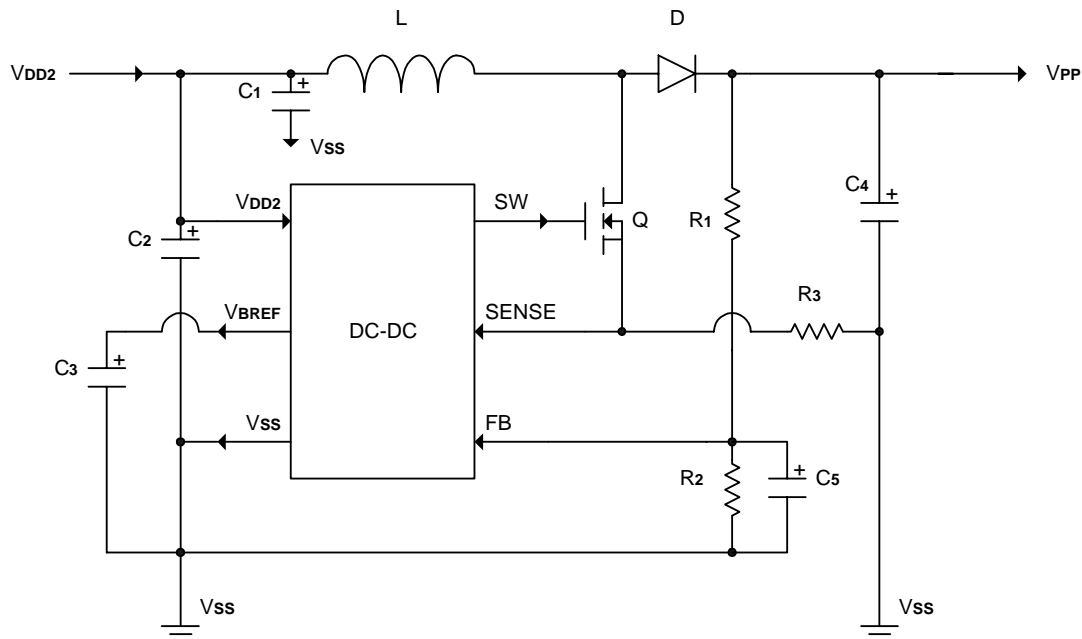 L
D
VDD2
VPP
C1
+
VSS
C4
+
VDD2
SW
Q
R1
C2
+
VBREF
DC-DC
SENSE
R3
C3
+
VSS
FB
R2
+
C5
VSS
VSS